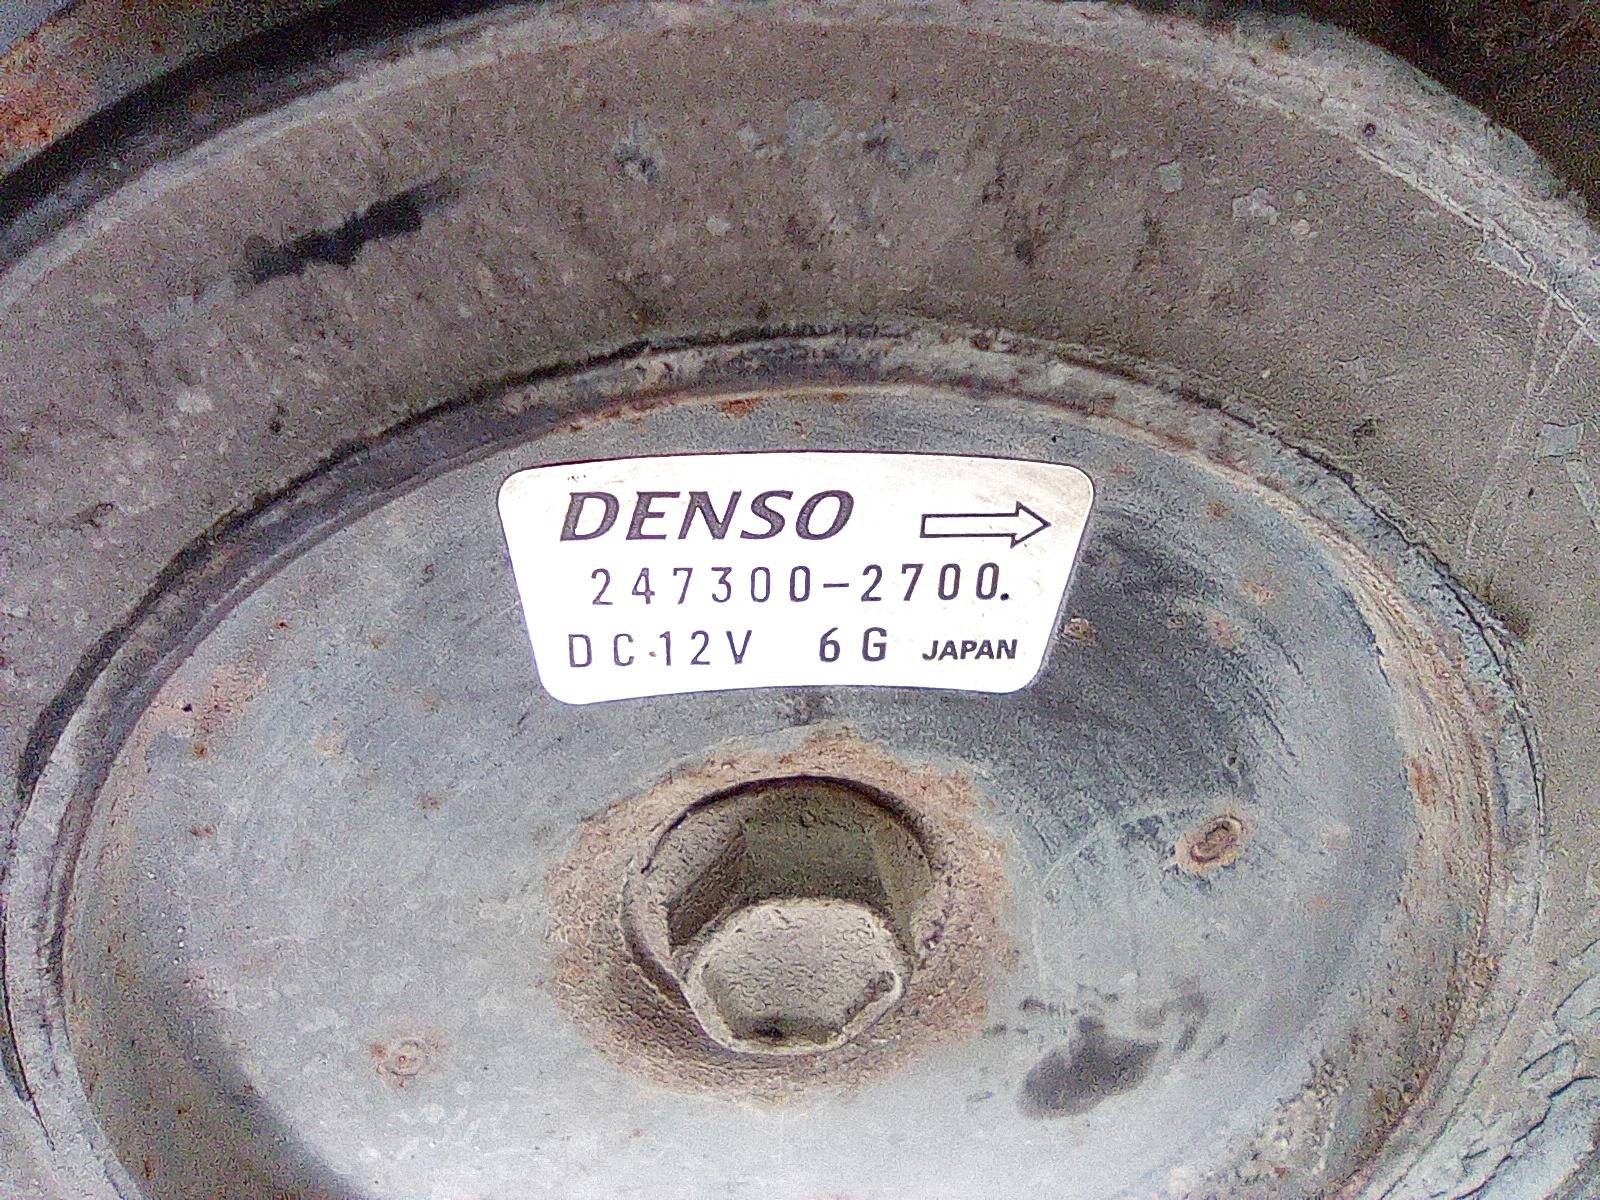 DENSO
247300-2700.
DC 12V 6G JAPAN